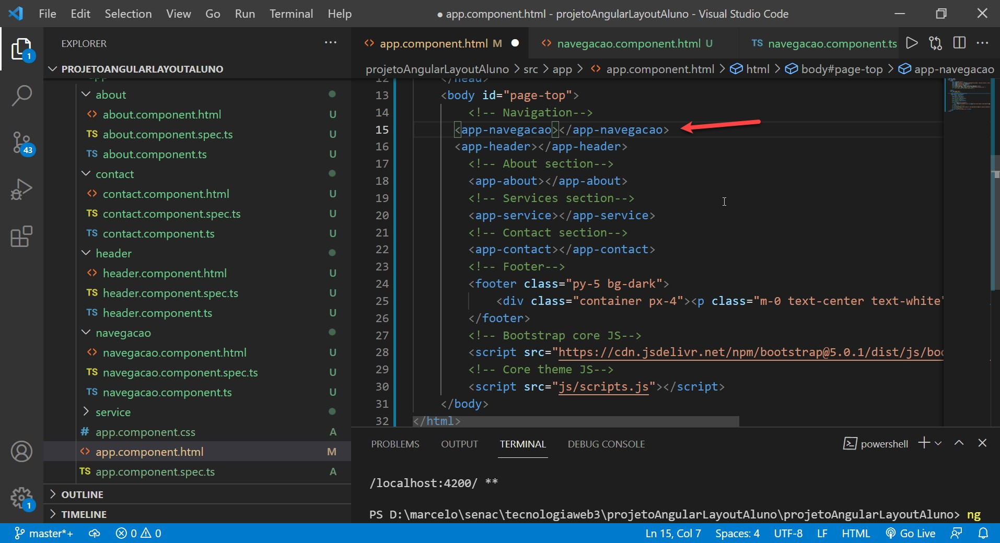 File Edit Selection View Go Run Terminal Help
● app.component.html - projetoAngularLayoutAluno - Visual Studio Code
EXPLORER
PROJETOANGULARLAYOUTALUNO
app
about
about.component.html U
about.component.spec.ts U
about.component.ts U
contact
contact.component.html U
contact.component.spec.ts U
contact.component.ts U
header
header.component.html U
header.component.spec.ts U
header.component.ts U
navegacao
navegacao.component.html U
navegacao.component.spec.ts U
navegacao.component.ts U
service
app.component.css A
app.component.html M
app.component.spec.ts A
OUTLINE
TIMELINE
1
43
1
app.component.html M navegacao.component.html U navegacao.component.ts
projetoAngularLayoutAluno > src > app > app.component.html > html > body#page-top > app-navegacao
12 </head>
13 <body id="page-top">
14 <!-- Navigation-->
15 <app-navegacao></app-navegacao>
16 <app-header></app-header>
17 <!-- About section-->
18 <app-about></app-about>
19 <!-- Services section-->
20 <app-service></app-service>
21 <!-- Contact section-->
22 <app-contact></app-contact>
23 <!-- Footer-->
24 <footer class="py-5 bg-dark">
25 <div class="container px-4"><p class="m-0 text-center text-white"
26 </footer>
27 <!-- Bootstrap core JS-->
28 <script src="https://cdn.jsdelivr.net/npm/bootstrap@5.0.1/dist/js/boo
29 <!-- Core theme JS-->
30 <script src="js/scripts.js"></script>
31 </body>
32 </html>
PROBLEMS OUTPUT TERMINAL DEBUG CONSOLE powershell
/localhost:4200/ **
PS D:\marcelo\senac\tecnologiaweb3\projetoAngularLayoutAluno\projetoAngularLayoutAluno> ng
master*+ 0 0 Ln 15, Col 7 Spaces: 4 UTF-8 LF HTML Go Live